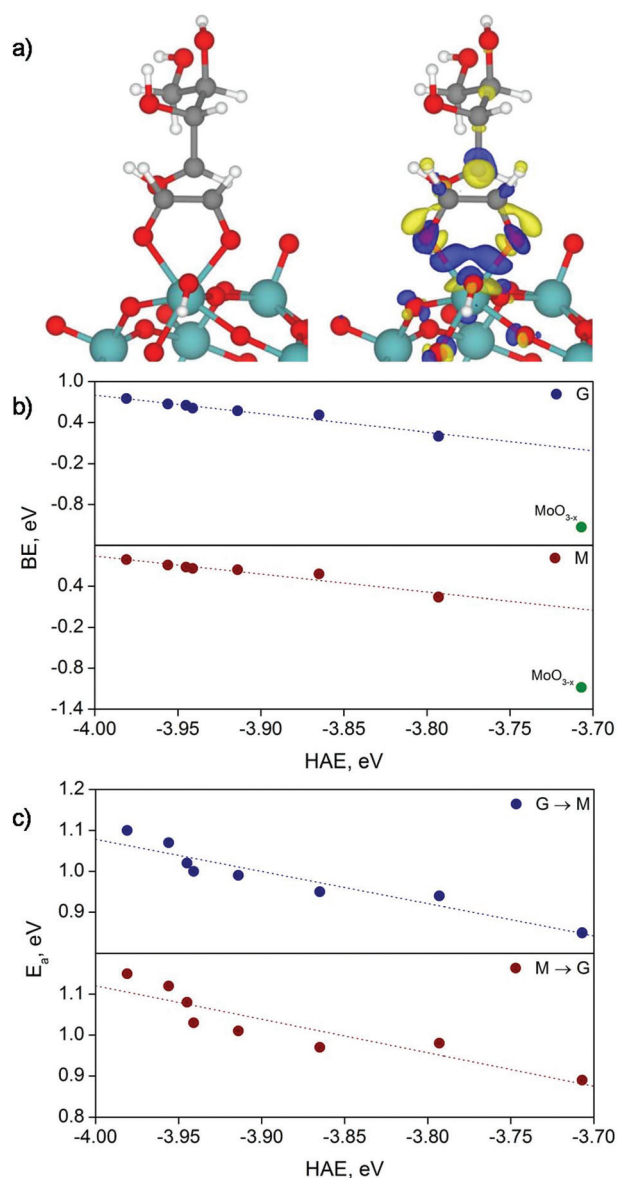 a)
b)
1.0
G
0.4
-0.2
-0.8
MoO3-x
BE, eV
M
0.4
-0.2
-0.8
MoO3-x
-1.4
-4.00 -3.95 -3.90 -3.85 -3.80 -3.75 -3.70
HAE, eV
c)
1.2
G → M
1.1
1.0
0.9
Ea, eV
M → G
1.1
1.0
0.9
0.8
-4.00 -3.95 -3.90 -3.85 -3.80 -3.75 -3.70
HAE, eV